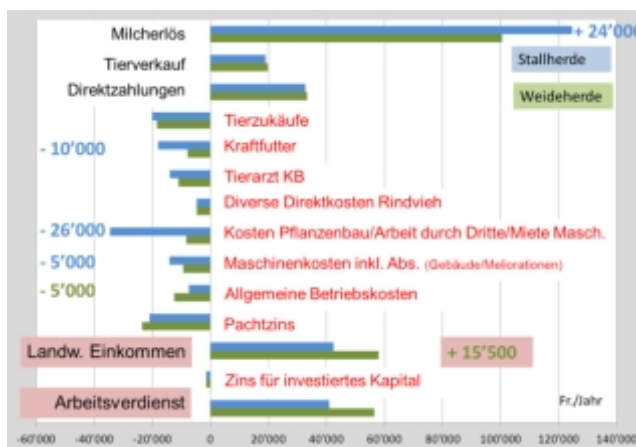 Milcherlös
+ 24'000
Tierverkauf
Stallherde
Direktzahlungen
Weideherde
Tierzukäufe
- 10'000
Kraftfutter
Tierarzt KB
Diverse Direktkosten Rindvieh
- 26'000
Kosten Pflanzenbau/Arbeit durch Dritte/Miete Masch.
- 5'000
Maschinenkosten inkl. Abs. (Gebäude/Meliorationen)
- 5'000
Allgemeine Betriebskosten
Pachtzins
Landw. Einkommen
+ 15'500
Zins für investiertes Kapital
Fr./Jahr
Arbeitsverdienst
-60'000 -40'000 -20'000 0 20'000 40'000 60'000 80'000 100'000 120'000 140'000